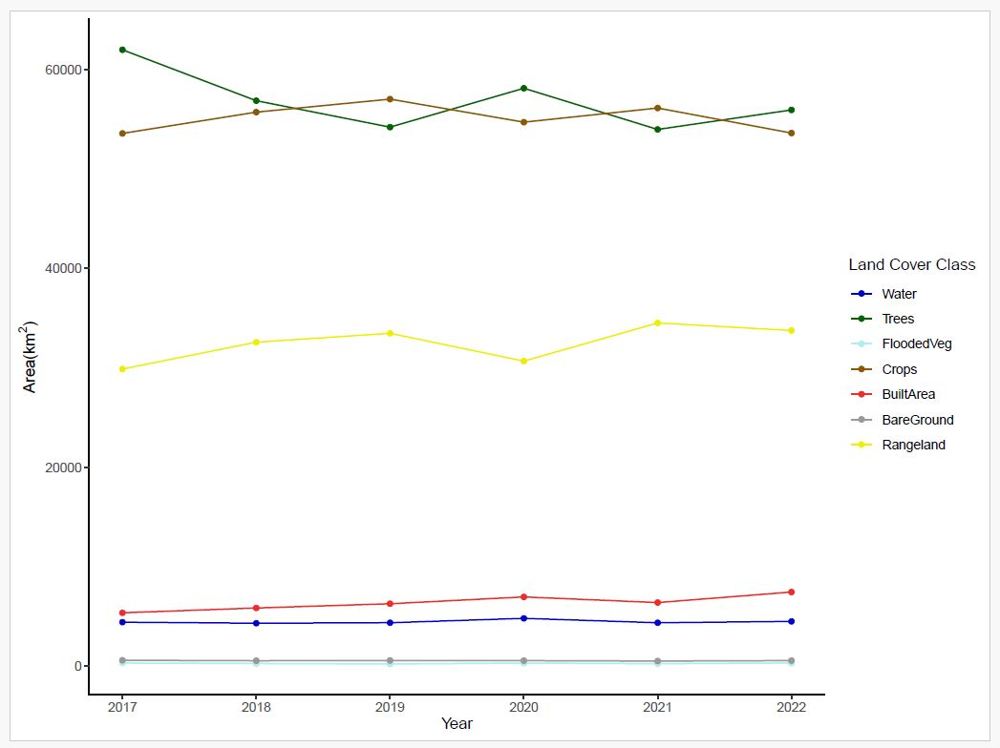 60000
40000
20000
0
Area(km²)
2017 2018 2019 2020 2021 2022
Year
Land Cover Class
Water
Trees
FloodedVeg
Crops
BuiltArea
BareGround
Rangeland